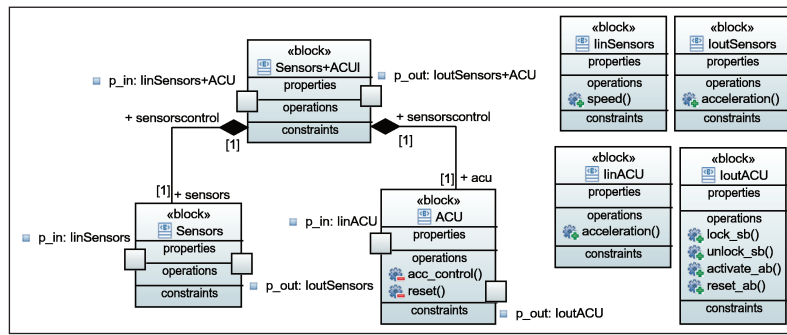 «block»
Sensors+ACUI
properties
operations
constraints
p_in: IinSensors+ACU
p_out: IoutSensors+ACU
+ sensorscontrol
[1]
+ sensorscontrol
[1]
[1]
+ sensors
[1]
+ acu
«block»
Sensors
properties
operations
constraints
p_in: IinSensors
p_out: IoutSensors
«block»
ACU
properties
operations
acc_control()
reset()
constraints
p_in: IinACU
p_out: IoutACU
«block»
IinSensors
properties
operations
speed()
constraints
«block»
IoutSensors
properties
operations
acceleration()
constraints
«block»
IinACU
properties
operations
acceleration()
constraints
«block»
IoutACU
properties
operations
lock_sb()
unlock_sb()
activate_ab()
reset_ab()
constraints